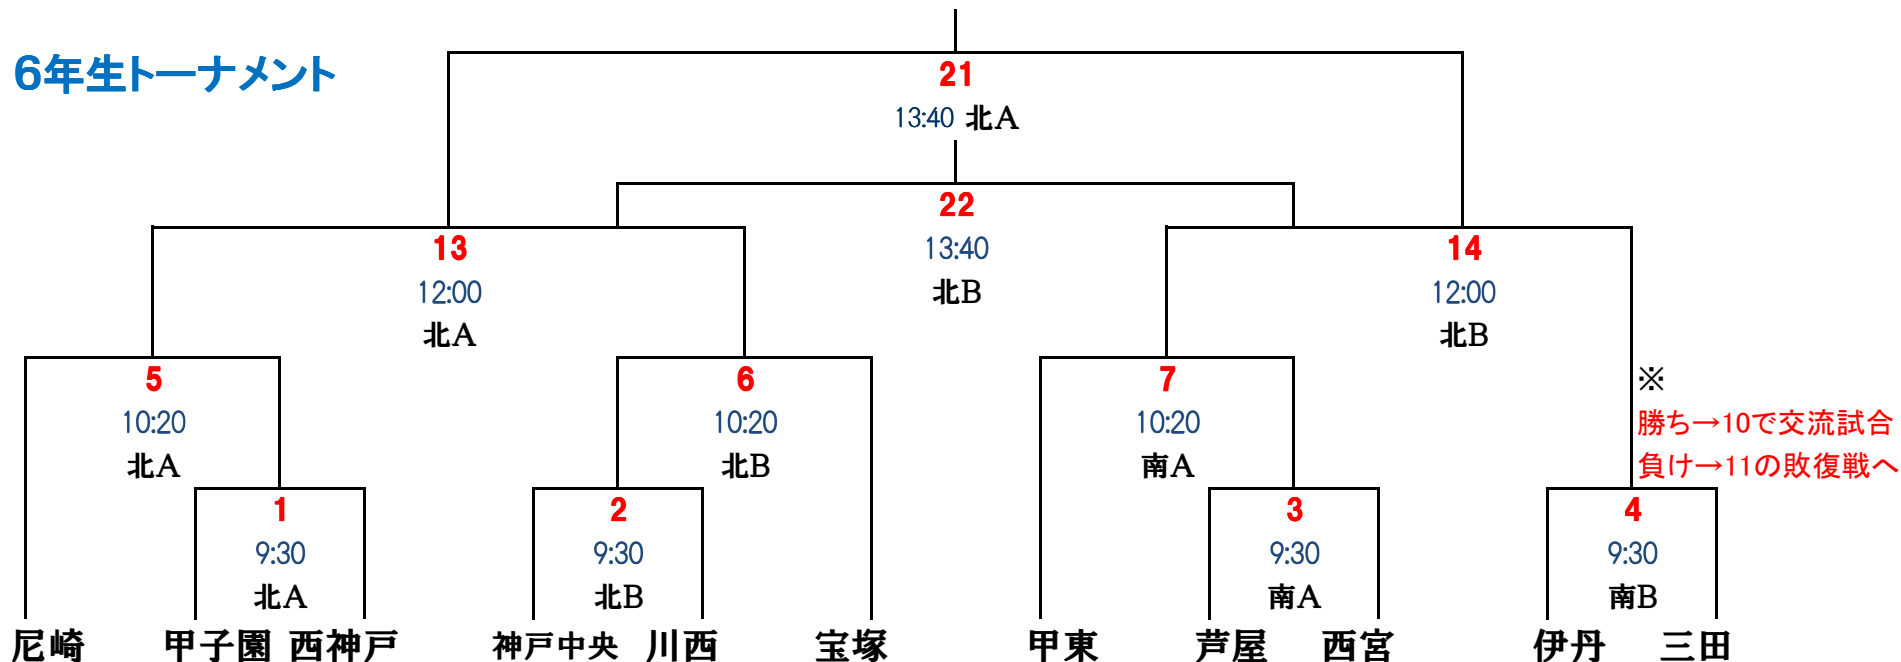 6年生トーナメント
21
13:40 北A
22
13:40
北B
13
12:00
北A
14
12:00
北B
5
10:20
北A
6
10:20
北B
7
10:20
南A
※
勝ち→10で交流試合
負け→11の敗復戦へ
1
9:30
北A
2
9:30
北B
3
9:30
南A
4
9:30
南B
尼崎 甲子園 西神戸 神戸中央 川西 宝塚 甲東 芦屋 西宮 伊丹 三田